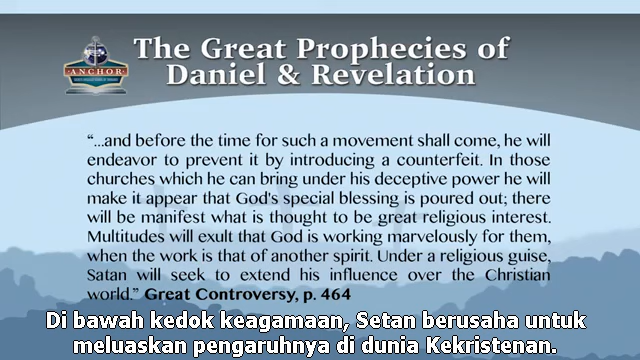 ANCHOR
The Great Prophecies of
Daniel & Revelation
“...and before the time for such a movement shall come, he will
endeavor to prevent it by introducing a counterfeit. In those
churches which he can bring under his deceptive power he will
make it appear that God's special blessing is poured out; there
will be manifest what is thought to be great religious interest.
Multitudes will exult that God is working marvelously for them,
when the work is that of another spirit. Under a religious guise,
Satan will seek to extend his influence over the Christian
world.” Great Controversy, p. 464
Di bawah kedok keagamaan, Setan berusaha untuk
meluaskan pengaruhnya di dunia Kekristenan.